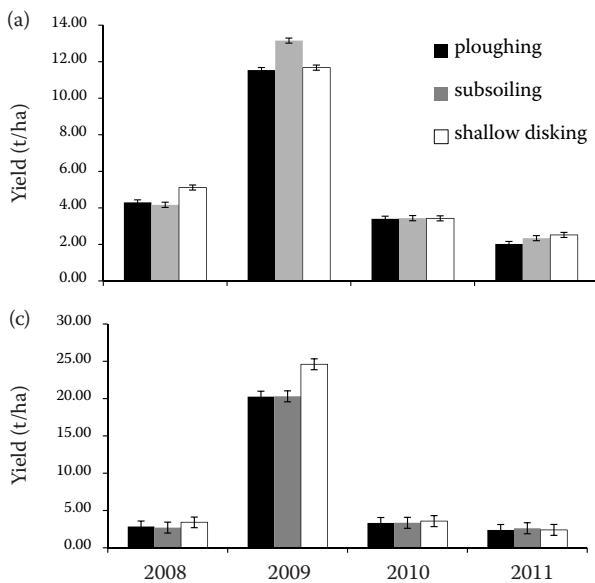 (a)
14.00
12.00
10.00
8.00
6.00
4.00
2.00
0.00
Yield (t/ha)
ploughing
subsoiling
shallow disking
(c)
30.00
25.00
20.00
15.00
10.00
5.00
0.00
Yield (t/ha)
2008 2009 2010 2011